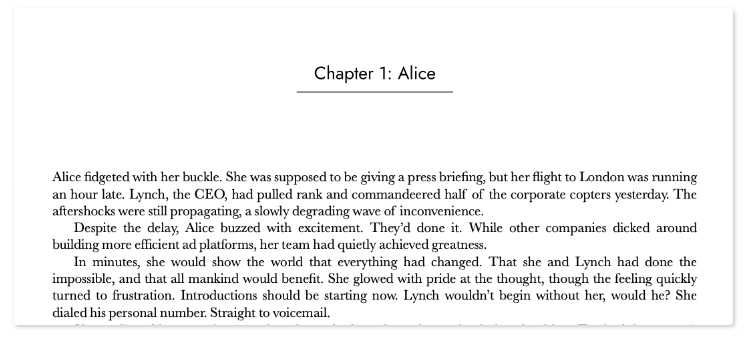 Chapter 1: Alice
Alice fidgeted with her buckle. She was supposed to be giving a press briefing, but her flight to London was running
an hour late. Lynch, the CEO, had pulled rank and commandeered half of the corporate copters yesterday. The
aftershocks were still propagating, a slowly degrading wave of inconvenience.
Despite the delay, Alice buzzed with excitement. They’d done it. While other companies dicked around
building more efficient ad platforms, her team had quietly achieved greatness.
In minutes, she would show the world that everything had changed. That she and Lynch had done the
impossible, and that all mankind would benefit. She glowed with pride at the thought, though the feeling quickly
turned to frustration. Introductions should be starting now. Lynch wouldn’t begin without her, would he? She
dialed his personal number. Straight to voicemail.